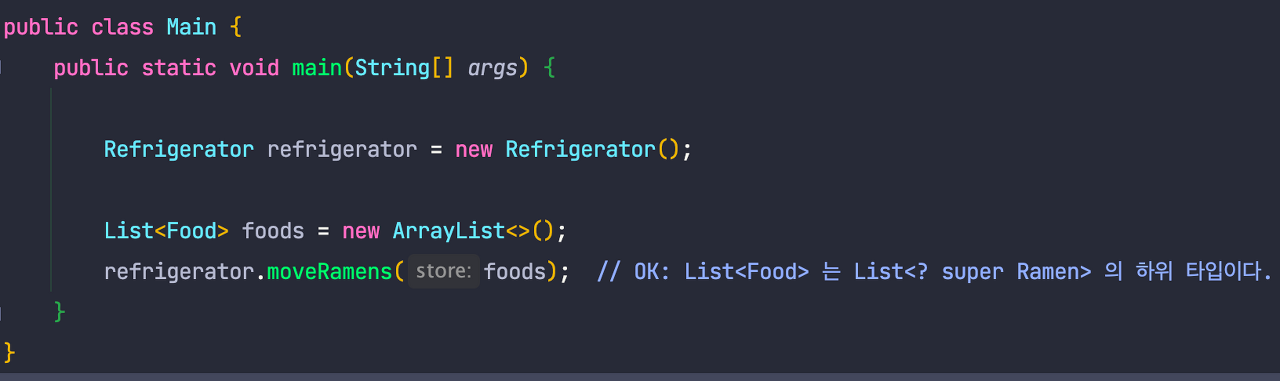 public class Main {
public static void main(String[] args) {
Refrigerator refrigerator = new Refrigerator();
List<Food> foods = new ArrayList<>();
refrigerator.moveRamens( store: foods);  // OK: List<Food> 는 List<? super Ramen> 의 하위 타입이다.
}
}